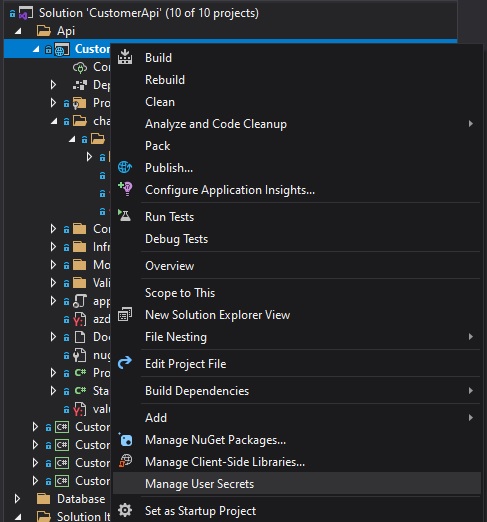 Solution 'CustomerApi' (10 of 10 projects)
Api
Custom
Build
Con
Rebuild
Dep
Clean
Pro
Analyze and Code Cleanup
cha
Pack
Publish...
Configure Application Insights...
Run Tests
Debug Tests
Con
Overview
Infr
Mo
Scope to This
Vali
New Solution Explorer View
app
File Nesting
azd
Doc
Edit Project File
nug
Pro
Build Dependencies
Sta
valu
Add
Custom
Manage NuGet Packages...
Custom
Manage Client-Side Libraries...
Custom
Manage User Secrets
Custom
Database
Set as Startup Project
Solution Ite